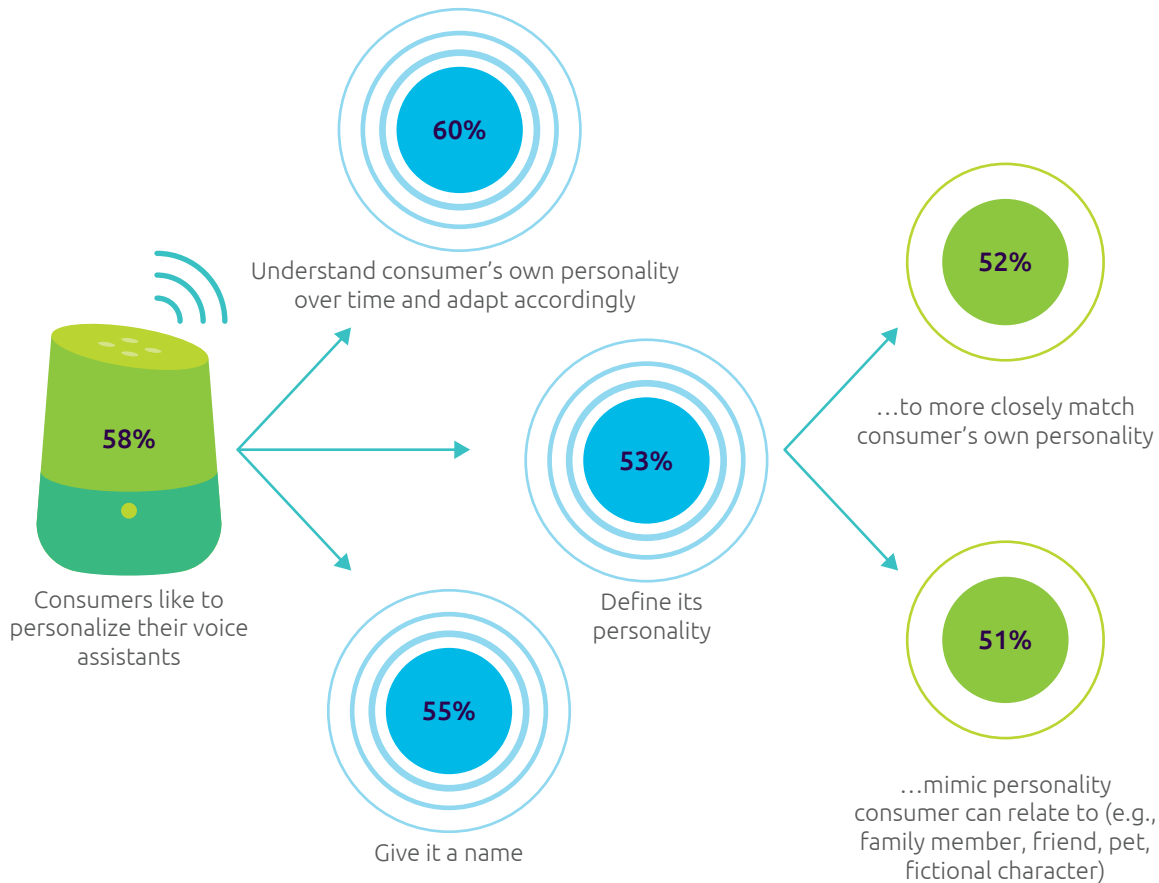 60%
Understand consumer’s own personality
over time and adapt accordingly
58%
Consumers like to
personalize their voice
assistants
53%
Define its
personality
55%
Give it a name
52%
…to more closely match
consumer’s own personality
51%
…mimic personality
consumer can relate to (e.g.,
family member, friend, pet,
fictional character)